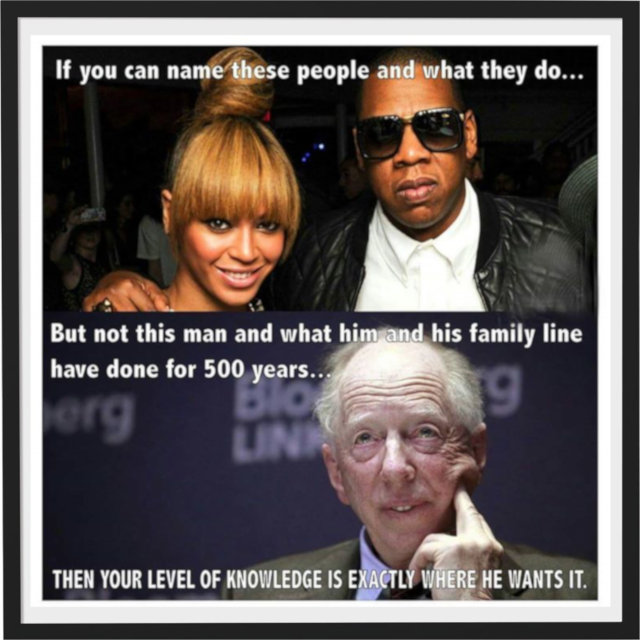 If you can name these people and what they do...
But not this man and what him and his family line
have done for 500 years...
erg
Blo
rg
LINK
THEN YOUR LEVEL OF KNOWLEDGE IS EXACTLY WHERE HE WANTS IT.